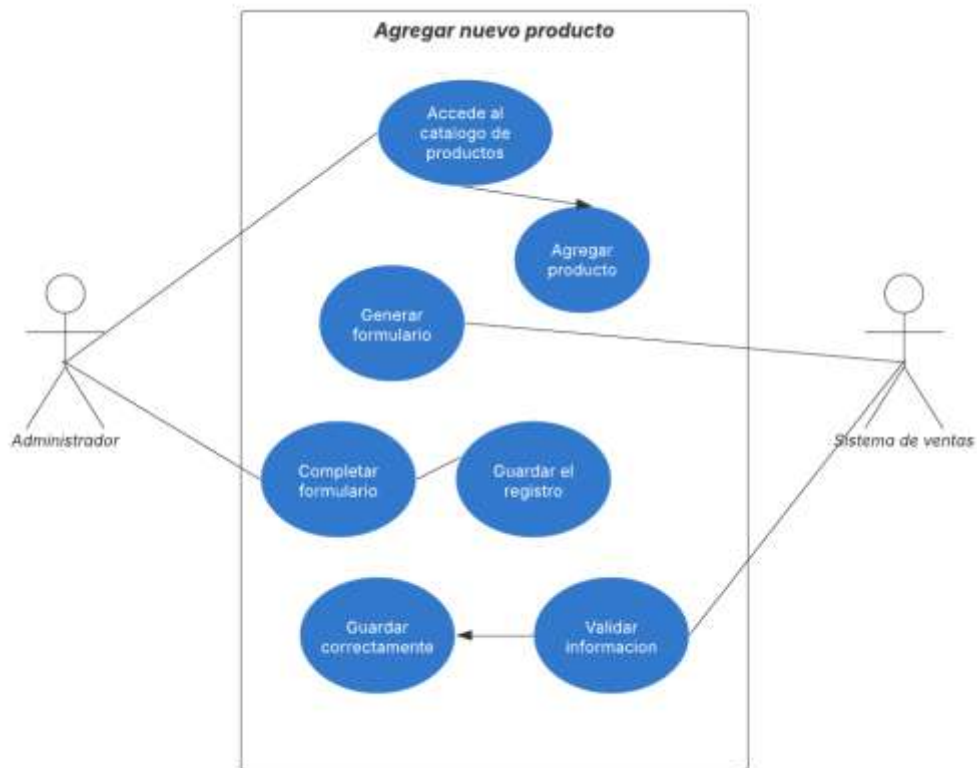 Agregar nuevo producto
Accede al
catalogo de
productos
Agregar
producto
Generar
formulario
Administrador
Sistema de ventas
Completar
formulario
Guardar el
registro
Guardar
correctamente
Validar
informacion